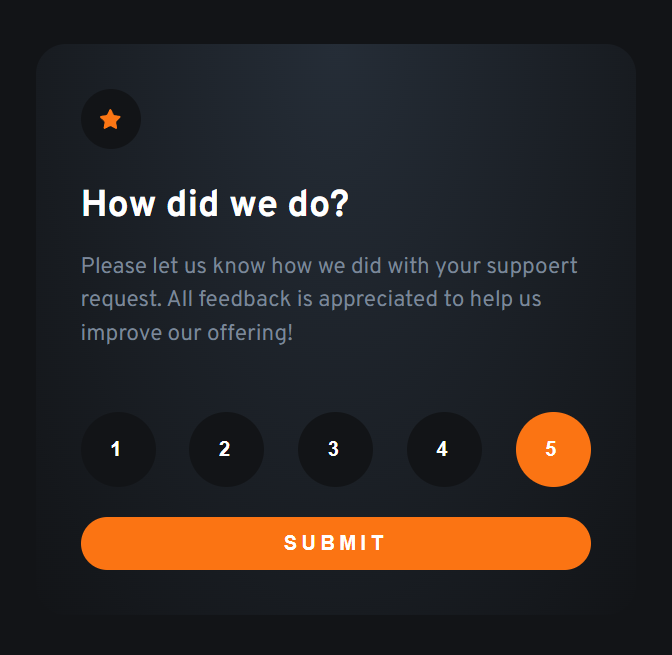 How did we do?
Please let us know how we did with your suppoert
request. All feedback is appreciated to help us
improve our offering!
1 2 3 4 5
SUBMIT